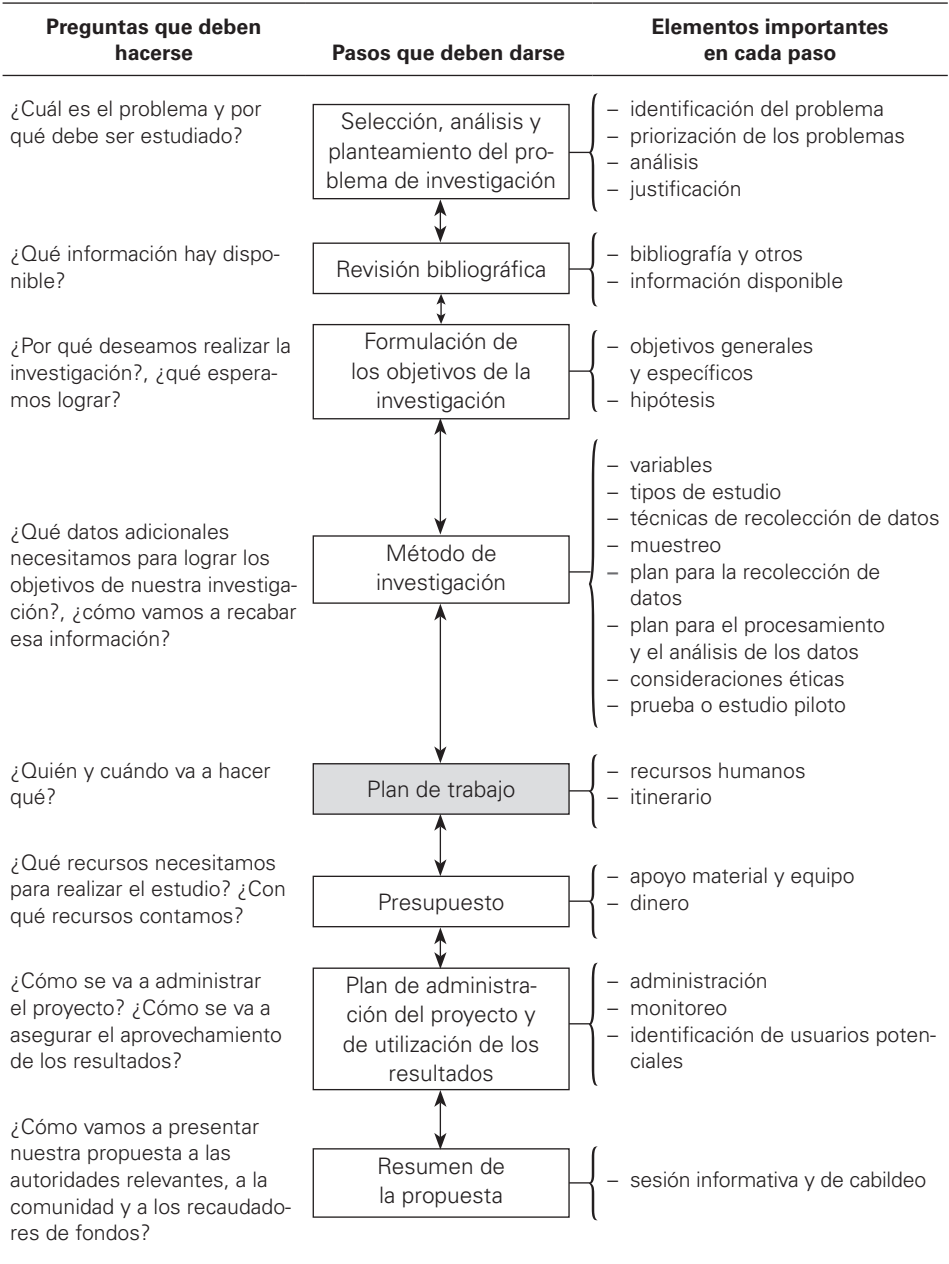 Preguntas que deben
hacerse
Pasos que deben darse
Elementos importantes
en cada paso
¿Cuál es el problema y por
qué debe ser estudiado?
Selección, análisis y
planteamiento del pro-
blema de investigación
– identificación del problema
– priorización de los problemas
– análisis
– justificación
¿Qué información hay dispo-
nible?
Revisión bibliográfica
– bibliografía y otros
– información disponible
¿Por qué deseamos realizar la
investigación?, ¿qué espera-
mos lograr?
Formulación de
los objetivos de la
investigación
– objetivos generales
y específicos
– hipótesis
¿Qué datos adicionales
necesitamos para lograr los
objetivos de nuestra investiga-
ción?, ¿cómo vamos a recabar
esa información?
Método de
investigación
– variables
– tipos de estudio
– técnicas de recolección de datos
– muestreo
– plan para la recolección de
datos
– plan para el procesamiento
y el análisis de los datos
– consideraciones éticas
– prueba o estudio piloto
¿Quién y cuándo va a hacer
qué?
Plan de trabajo
– recursos humanos
– itinerario
¿Qué recursos necesitamos
para realizar el estudio? ¿Con
qué recursos contamos?
Presupuesto
– apoyo material y equipo
– dinero
¿Cómo se va a administrar
el proyecto? ¿Cómo se va a
asegurar el aprovechamiento
de los resultados?
Plan de administra-
ción del proyecto y
de utilización de los
resultados
– administración
– monitoreo
– identificación de usuarios poten-
ciales
¿Cómo vamos a presentar
nuestra propuesta a las
autoridades relevantes, a la
comunidad y a los recaudado-
res de fondos?
Resumen de
la propuesta
– sesión informativa y de cabildeo